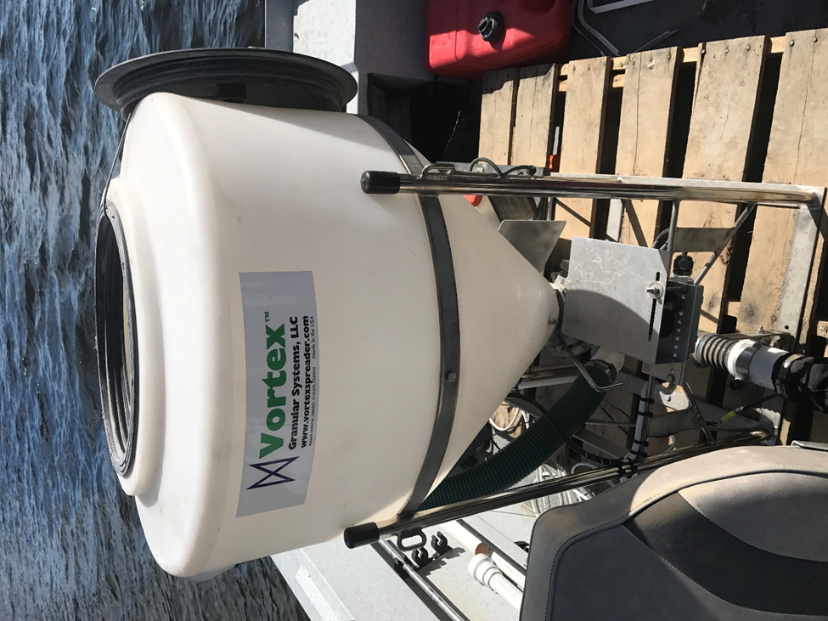 Vortex™
Granular Systems, LLC
www.vortexspreader.com
Made in the USA